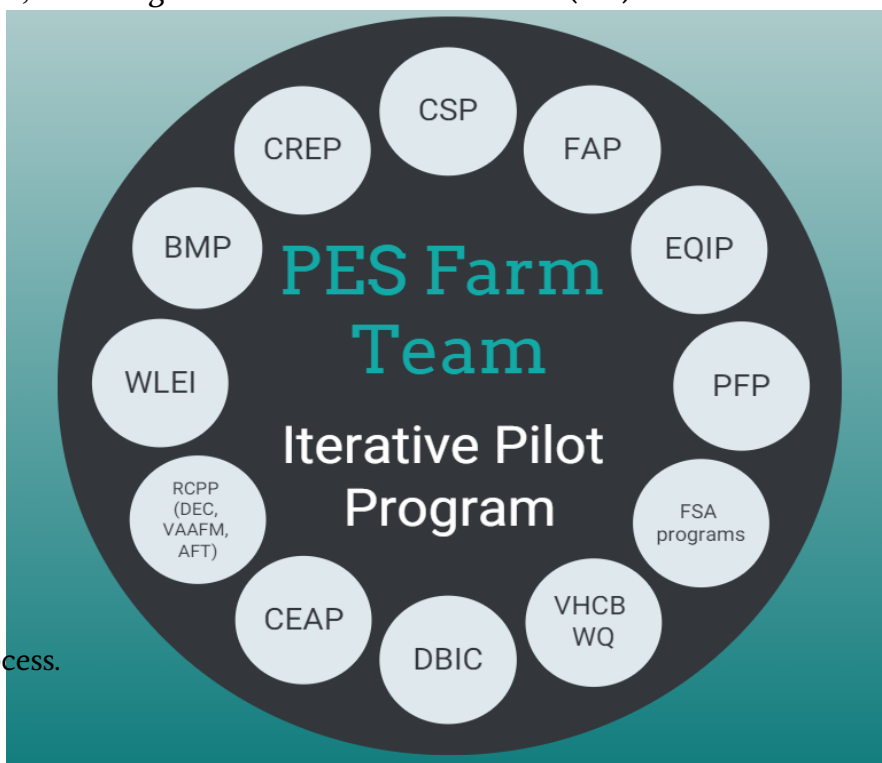 CSP
CREP
FAP
BMP
EQIP
PES Farm
Team
WLEI
PFP
Iterative Pilot
Program
RCPP
(DEC,
VAAFM,
AFT)
FSA
programs
CEAP
VHCB
WQ
DBIC
cess.